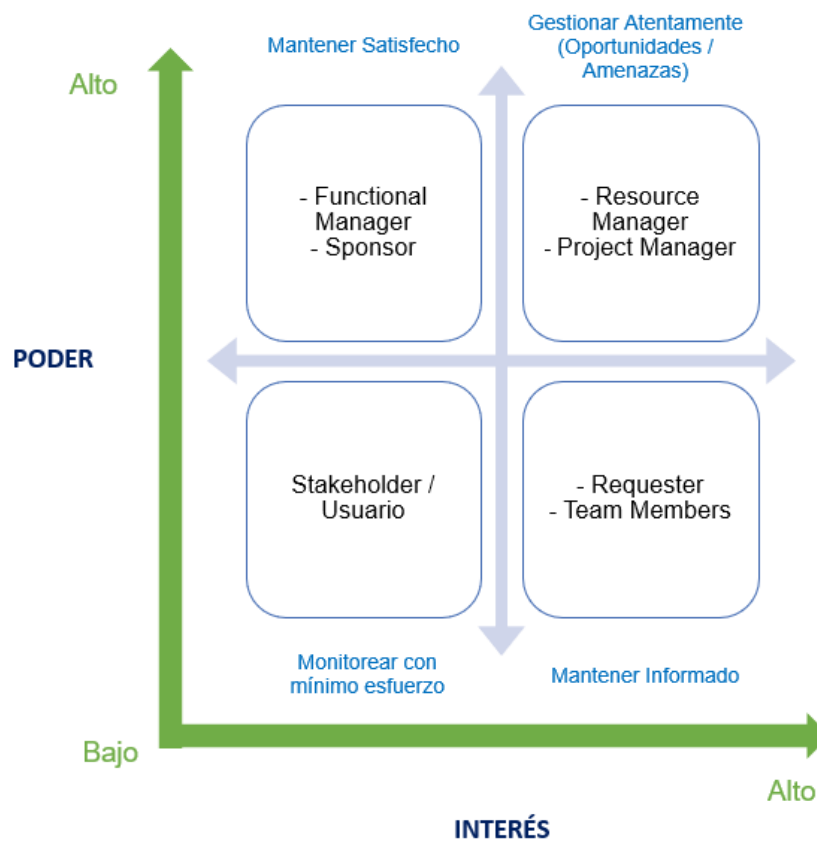 Mantener Satisfecho
Gestionar Atentamente
(Oportunidades /
Amenazas)
Alto
- Functional
Manager
- Sponsor
- Resource
Manager
- Project Manager
PODER
Stakeholder /
Usuario
- Requester
- Team Members
Monitorear con
mínimo esfuerzo
Mantener Informado
Bajo
Alto
INTERÉS